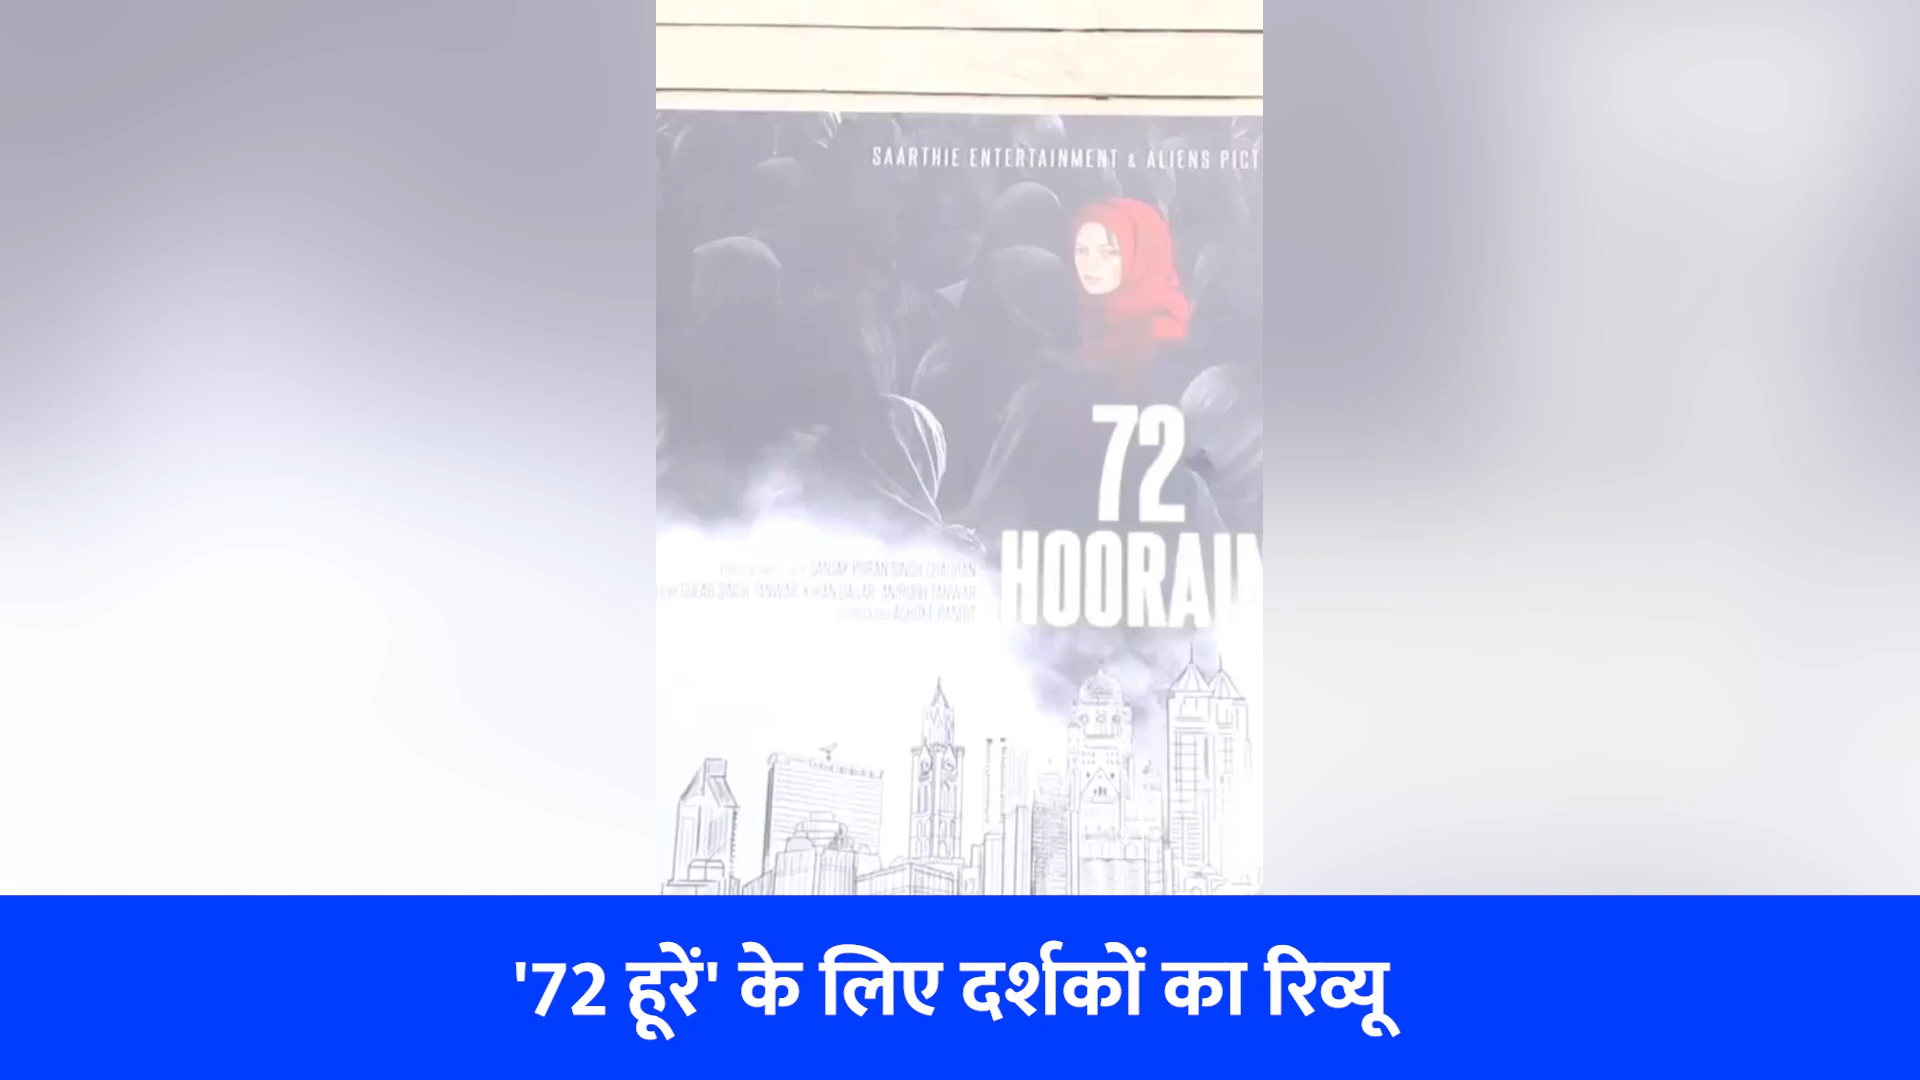 SAARTHIE ENTERTAINMENT & ALIENS PICT
72
HOORAIN
SANJAY PURAN SINGH CHAUHAN
GULAB SINGH TANWAR, KIRAN DAGAR, ANIRUDH TANWAR
ASHOKE PANDIT
'72 हूरें' के लिए दर्शकों का रिव्यू